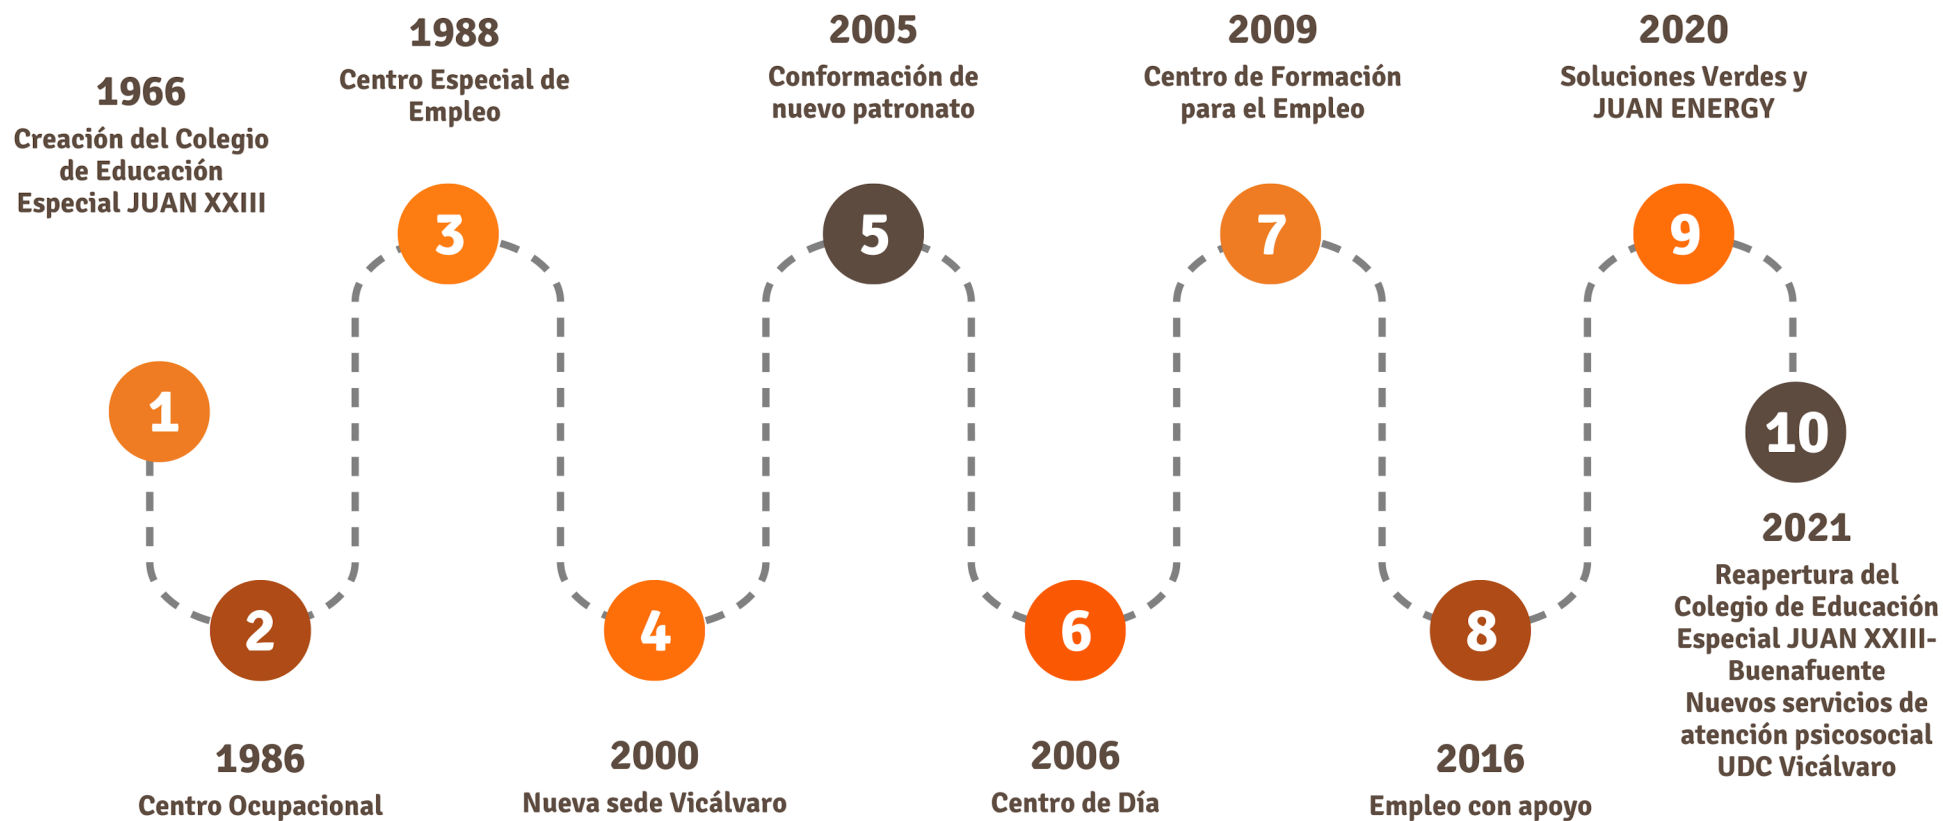 1966
Creación del Colegio
de Educación
Especial JUAN XXIII
1
2
1986
Centro Ocupacional
1988
Centro Especial de
Empleo
3
4
2000
Nueva sede Vicálvaro
2005
Conformación de
nuevo patronato
5
6
2006
Centro de Día
2009
Centro de Formación
para el Empleo
7
8
2016
Empleo con apoyo
2020
Soluciones Verdes y
JUAN ENERGY
9
10
2021
Reapertura del
Colegio de Educación
Especial JUAN XXIII-
Buenafuente
Nuevos servicios de
atención psicosocial
UDC Vicálvaro